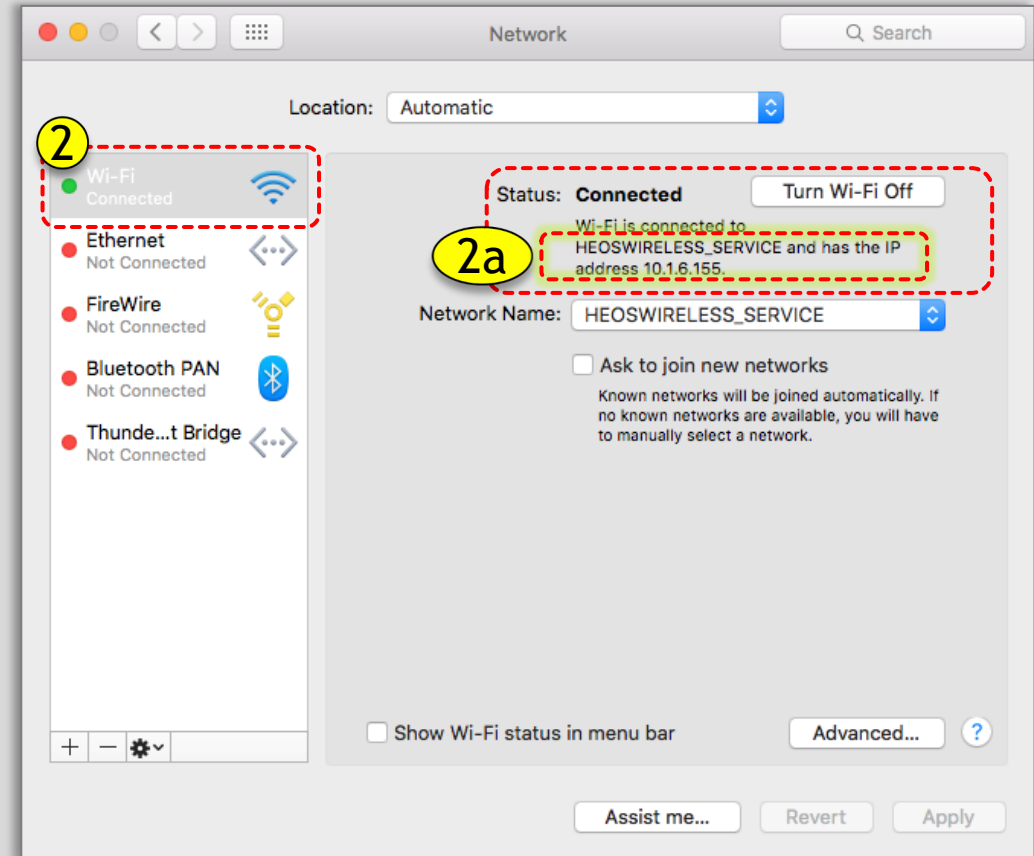 Network
Search
Location: Automatic
2
Wi-Fi
Connected
Ethernet
Not Connected
FireWire
Not Connected
Bluetooth PAN
Not Connected
Thunde...t Bridge
Not Connected
Status: Connected
Turn Wi-Fi Off
Wi-Fi is connected to
HEOSWIRELESS_SERVICE and has the IP
address 10.1.6.155.
2a
Network Name: HEOSWIRELESS_SERVICE
Ask to join new networks
Known networks will be joined automatically. If
no known networks are available, you will have
to manually select a network.
Show Wi-Fi status in menu bar
Advanced...
?
Assist me...
Revert
Apply